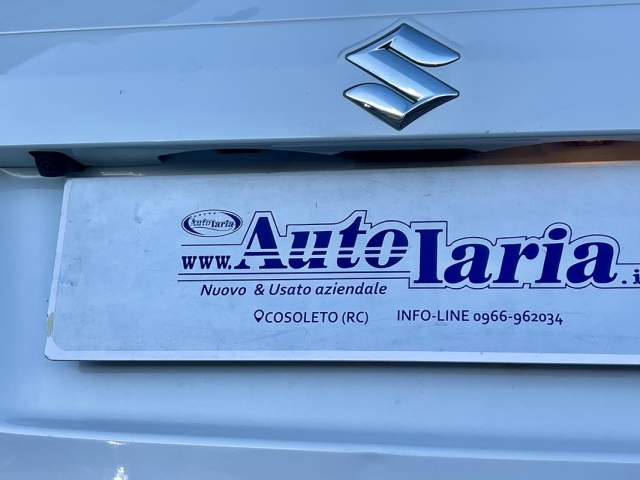 AutoIaria
www.AutoIaria.i
Nuovo & Usato aziendale
COSOLETO (RC) INFO-LINE 0966-962034